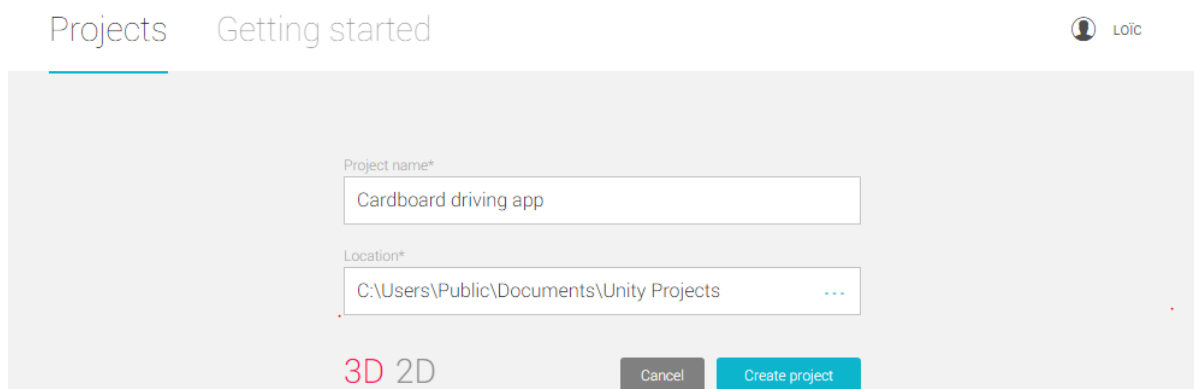 Projects Getting started LOÏC
Project name*
Cardboard driving app
Location*
C:\Users\Public\Documents\Unity Projects ...
3D 2D Cancel Create project